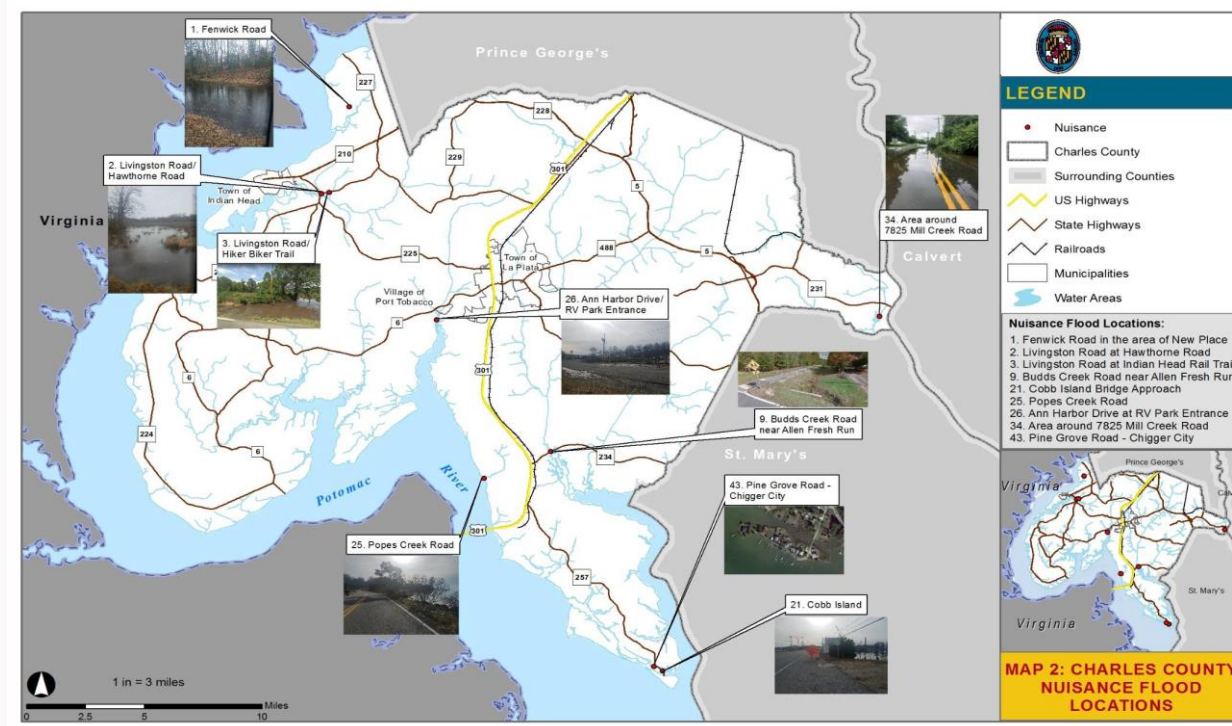 1. Fenwick Road
Prince George's
227
228
229
210
301
5
2. Livingston Road/
Hawthorne Road
Town of
Indian Head
Virginia
3. Livingston Road/
Hiker Biker Trail
225
Town of
La Plata
488
5
34. Area around
7825 Mill Creek Road
Calvert
231
Village of
Port Tobacco
6
26. Ann Harbor Drive/
RV Park Entrance
301
6
224
6
9. Budds Creek Road
near Allen Fresh Run
234
St. Mary's
Potomac
River
43. Pine Grove Road -
Chigger City
301
25. Popes Creek Road
257
21. Cobb Island
1 in = 3 miles
Miles
0 2.5 5 10
LEGEND
Nuisance
Charles County
Surrounding Counties
US Highways
State Highways
Railroads
Municipalities
Water Areas
Nuisance Flood Locations:
1. Fenwick Road in the area of New Place
2. Livingston Road at Hawthorne Road
3. Livingston Road at Indian Head Rail Trai
9. Budds Creek Road near Allen Fresh Run
21. Cobb Island Bridge Approach
25. Popes Creek Road
26. Ann Harbor Drive at RV Park Entrance
34. Area around 7825 Mill Creek Road
43. Pine Grove Road - Chigger City
Prince George's
Virginia
St. Mary's
Virginia
MAP 2: CHARLES COUNTY
NUISANCE FLOOD
LOCATIONS